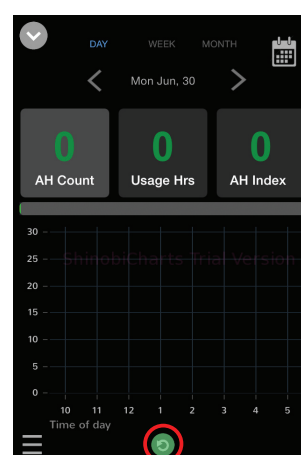 DAY WEEK MONTH
Mon Jun, 30
0 0 0
AH Count Usage Hrs AH Index
30
ShinobiCharts Trial Version
25
20
15
10
5
0
10 11 12 1 2 3 4 5
Time of day